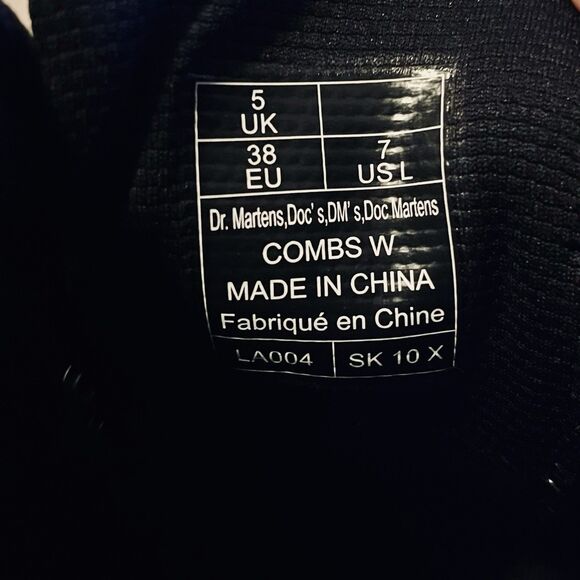 5
UK
38
EU
7
US L
Dr. Martens,Doc's,DM's,Doc Martens
COMBS W
MADE IN CHINA
Fabriqué en Chine
LA004
SK 10 X